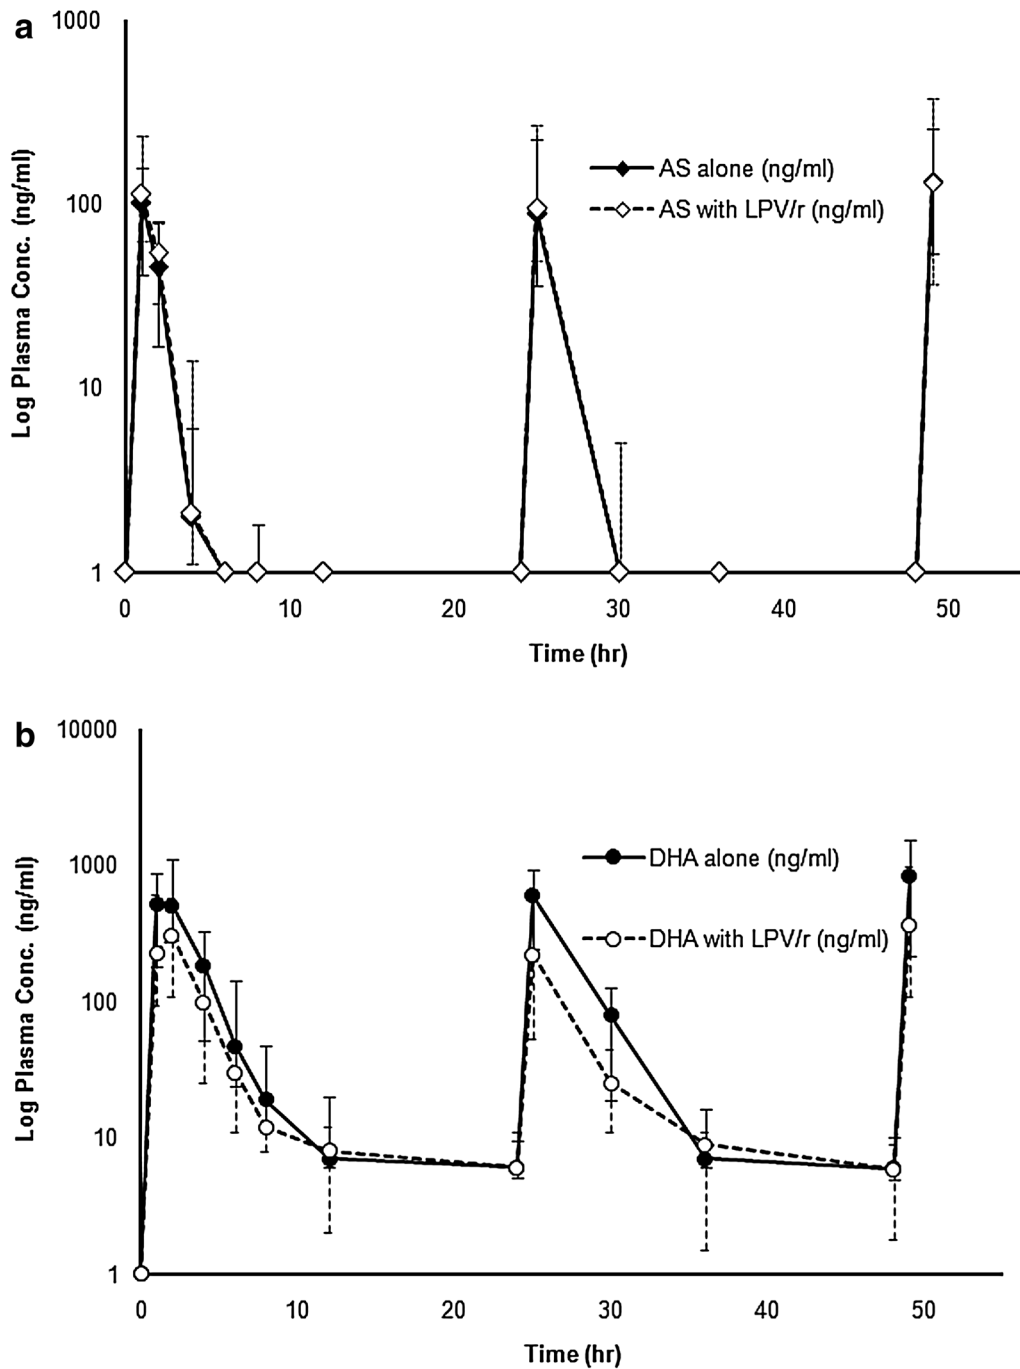 a
1000
100
10
1
Log Plasma Conc. (ng/ml)
AS alone (ng/ml)
AS with LPV/r (ng/ml)
0 10 20 30 40 50
Time (hr)
b
10000
1000
100
10
1
Log Plasma Conc. (ng/ml)
DHA alone (ng/ml)
DHA with LPV/r (ng/ml)
0 10 20 30 40 50
Time (hr)